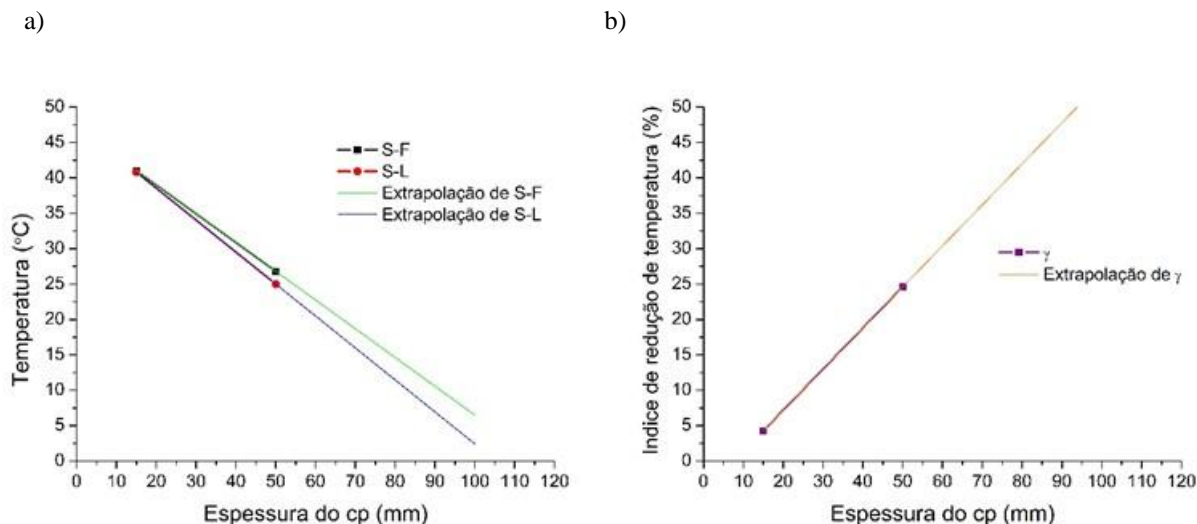 a)
b)
50
45
40
35
30
25
20
15
10
5
0
Temperatura (°C)
S-F
S-L
Extrapolação de S-F
Extrapolação de S-L
0 10 20 30 40 50 60 70 80 90 100 110 120
Espessura do cp (mm)
50
45
40
35
30
25
20
15
10
5
0
Indice de redução de temperatura (%)
γ
Extrapolação de γ
0 10 20 30 40 50 60 70 80 90 100 110 120
Espessura do cp (mm)